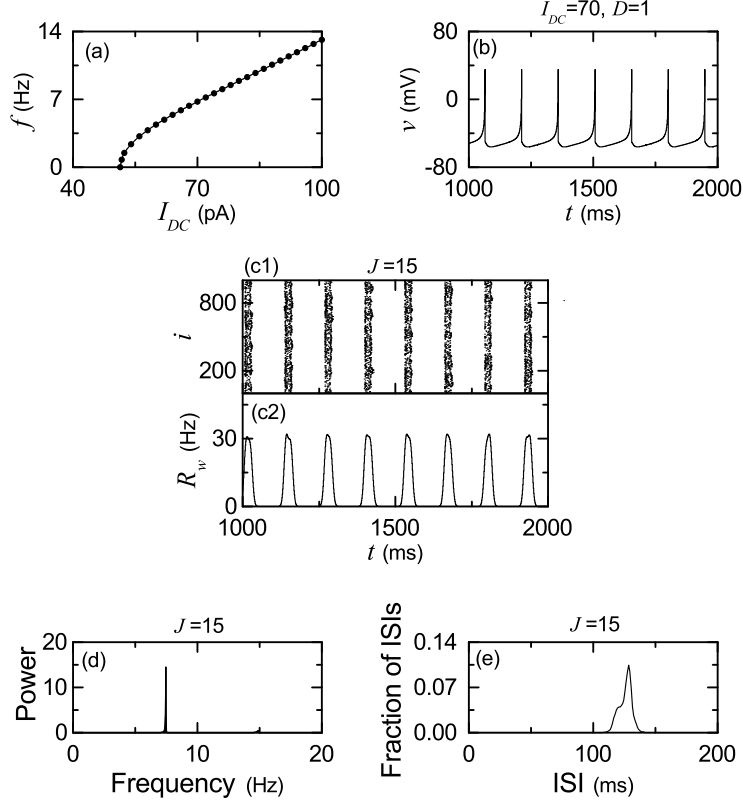 I_DC=70, D=1
(a)
14
7
0
f (Hz)
40
70
100
I_DC (pA)
(b)
80
0
-80
v (mV)
1000
1500
2000
t (ms)
(c1)
J=15
800
200
i
(c2)
30
0
R_w (Hz)
1000
1500
2000
t (ms)
J=15
(d)
20
10
0
Power
0
10
20
Frequency (Hz)
J=15
(e)
0.14
0.07
0.00
Fraction of ISIs
0
100
200
ISI (ms)